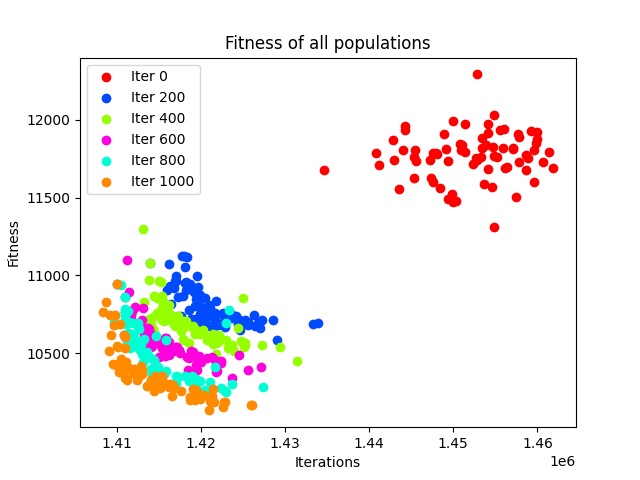 Fitness of all populations
Iter 0
Iter 200
Iter 400
Iter 600
Iter 800
Iter 1000
Fitness
12000
11500
11000
10500
1.41 1.42 1.43 1.44 1.45 1.46
1e6
Iterations